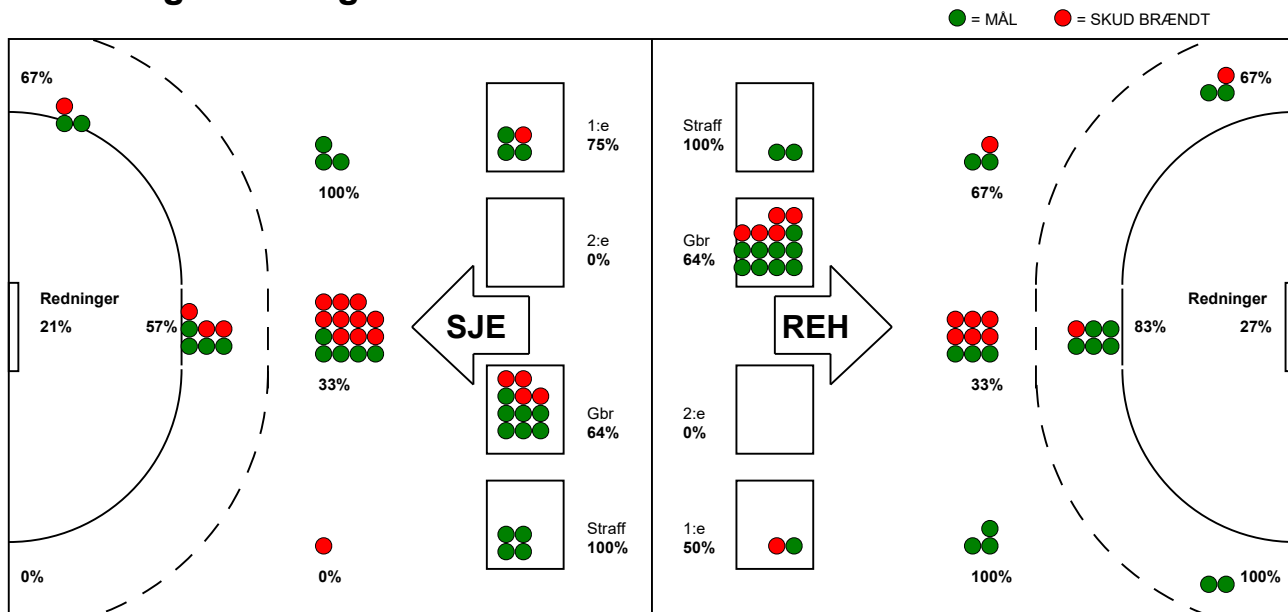 = MÅL = SKUD BRÆNDT
67%
100%
Redninger
21%
57%
33%
0%
0%
SJE
1:e
75%
2:e
0%
Gbr
64%
Straff
100%
Straff
100%
Gbr
64%
REH
2:e
0%
1:e
50%
67%
67%
83%
Redninger
27%
33%
100%
100%